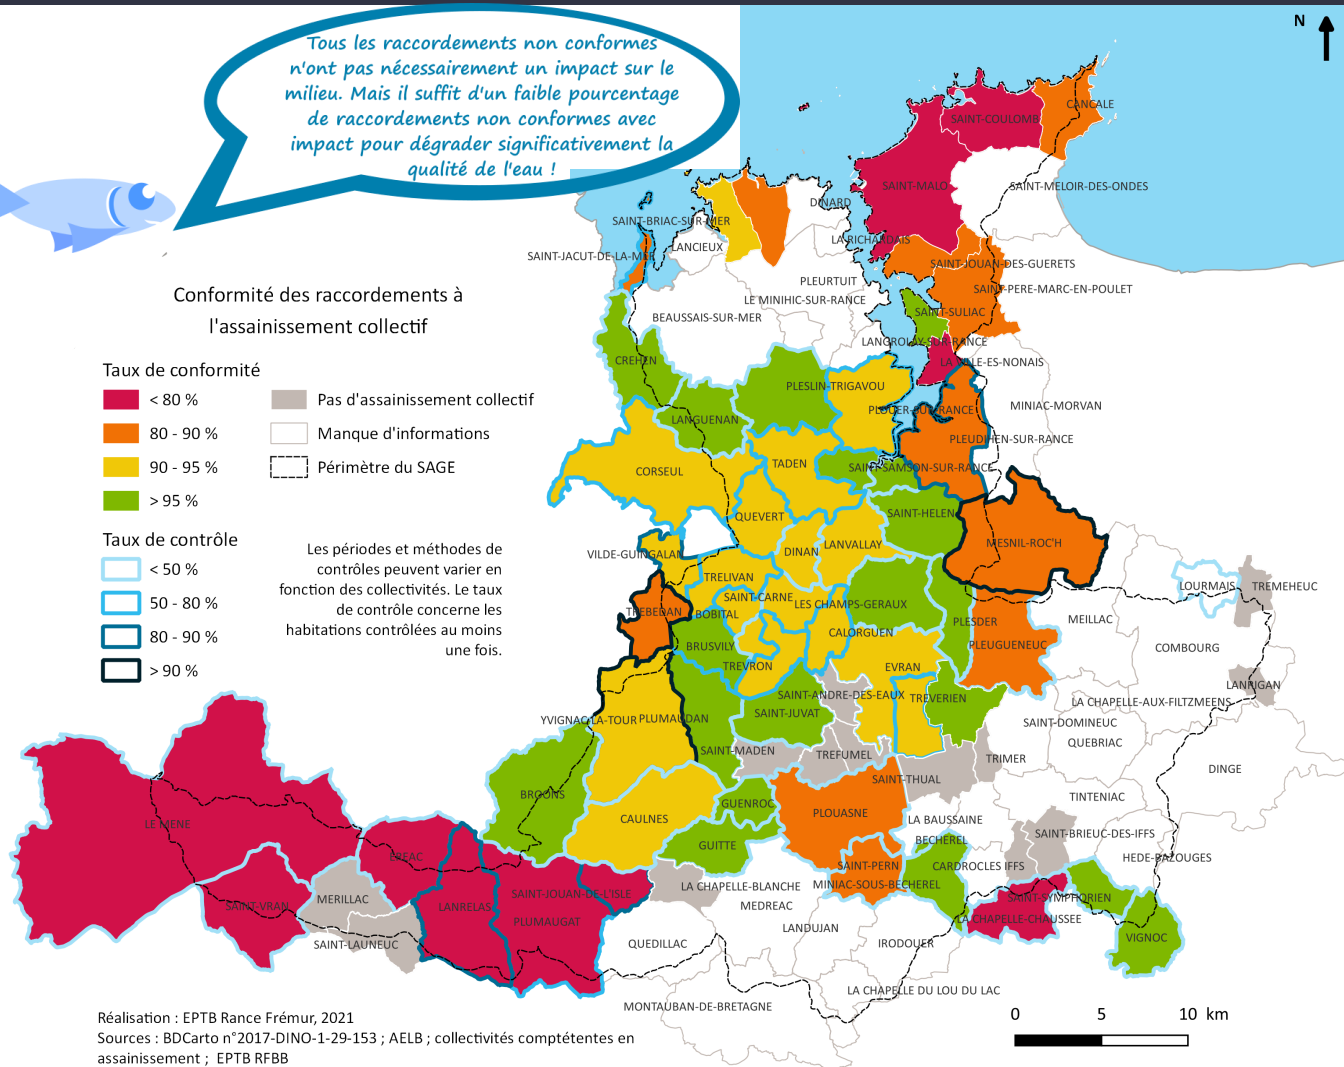 Tous les raccordements non conformes
n'ont pas nécessairement un impact sur le
milieu. Mais il suffit d'un faible pourcentage
de raccordements non conformes avec
impact pour dégrader significativement la
qualité de l'eau !
N
CANCALE
SAINT-COULOMB
SAINT-MALO
SAINT-MELOIR-DES-ONDES
DINARD
SAINT-BRIAC-SUR-MER
LA RICHARDAIS
LANCIEUX
SAINT-JACUT-DE-LA-MER
SAINT-JOUAN-DES-GUERETS
PLEURTUIT
SAINT-PERE-MARC-EN-POULET
LE MINIHIC-SUR-RANCE
SAINT-SULIAC
BEAUSSAIS-SUR-MER
LANGROLAY-SUR-RANCE
CREHEN
LA VILLE-ES-NONAIS
PLESLIN-TRIGAVOU
MINIAC-MORVAN
PLOUER-SUR-RANCE
LANGUENAN
PLEUDIHEN-SUR-RANCE
CORSEUL
TADEN
SAINT-SAMSON-SUR-RANCE
QUEVERT
SAINT-HELEN
LANVALLAY
MESNIL-ROC'H
VILDE-GUINGALAN
DINAN
TRELIVAN
LOURMAIS
TREMEHEUC
SAINT-CARNE
LES CHAMPS-GERAUX
TREBEDAN
BOBITAL
PLESDER
MEILLAC
CALORGUEN
BRUSVILY
PLEUGUENEUC
COMBOURG
TREVRON
EVRAN
LANRIGAN
SAINT-ANDRE-DES-EAUX
TREVERIEN
LA CHAPELLE-AUX-FILTZMEENS
YVIGNAC-LA-TOUR
PLUMAUDAN
SAINT-JUVAT
SAINT-DOMINEUC
QUEBRIAC
SAINT-MADEN
TREFUMEL
TRIMER
DINGE
SAINT-THUAL
BROONS
TINTENIAC
GUENROC
PLOUASNE
CAULNES
LA BAUSSAINE
LE MENE
SAINT-BRIEUC-DES-IFFS
BECHEREL
GUITTE
EREAC
HEDE-BAZOUGES
SAINT-PERN
CARDROC
LES IFFS
MINIAC-SOUS-BECHEREL
LA CHAPELLE-BLANCHE
SAINT-JOUAN-DE-L'ISLE
MERILLAC
SAINT-SYMPHORIEN
SAINT-VRAN
LANRELAS
MEDREAC
LA CHAPELLE-CHAUSSEE
PLUMAUGAT
LANDUJAN
VIGNOC
SAINT-LAUNEUC
QUEDILLAC
IRODOUER
LA CHAPELLE DU LOU DU LAC
MONTAUBAN-DE-BRETAGNE
Conformité des raccordements à
l'assainissement collectif
Taux de conformité
< 80 %
80 - 90 %
90 - 95 %
> 95 %
Pas d'assainissement collectif
Manque d'informations
Périmètre du SAGE
Taux de contrôle
< 50 %
50 - 80 %
80 - 90 %
> 90 %
Les périodes et méthodes de
contrôles peuvent varier en
fonction des collectivités. Le taux
de contrôle concerne les
habitations contrôlées au moins
une fois.
Réalisation : EPTB Rance Frémur, 2021
Sources : BDCarto n°2017-DINO-1-29-153 ; AELB ; collectivités comptétentes en
assainissement ; EPTB RFBB
0 5 10 km